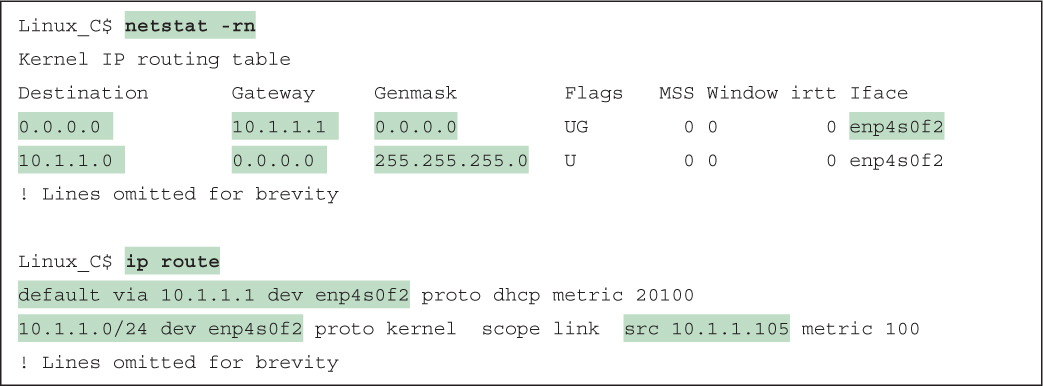 Linux_C$ netstat -rn
Kernel IP routing table
Destination Gateway Genmask Flags MSS Window irtt Iface
0.0.0.0 10.1.1.1 0.0.0.0 UG 0 0 0 enp4s0f2
10.1.1.0 0.0.0.0 255.255.255.0 U 0 0 0 enp4s0f2
! Lines omitted for brevity
Linux_C$ ip route
default via 10.1.1.1 dev enp4s0f2 proto dhcp metric 20100
10.1.1.0/24 dev enp4s0f2 proto kernel scope link src 10.1.1.105 metric 100
! Lines omitted for brevity